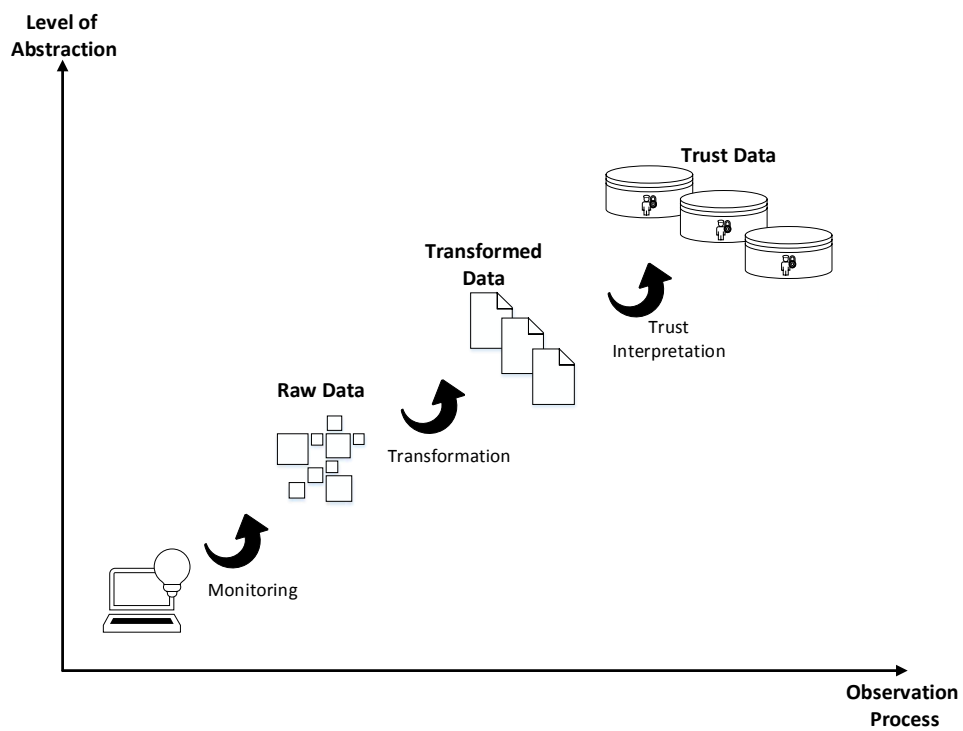 Level of
Abstraction
Trust Data
Transformed
Data
Trust
Interpretation
Raw Data
Transformation
Monitoring
Observation
Process